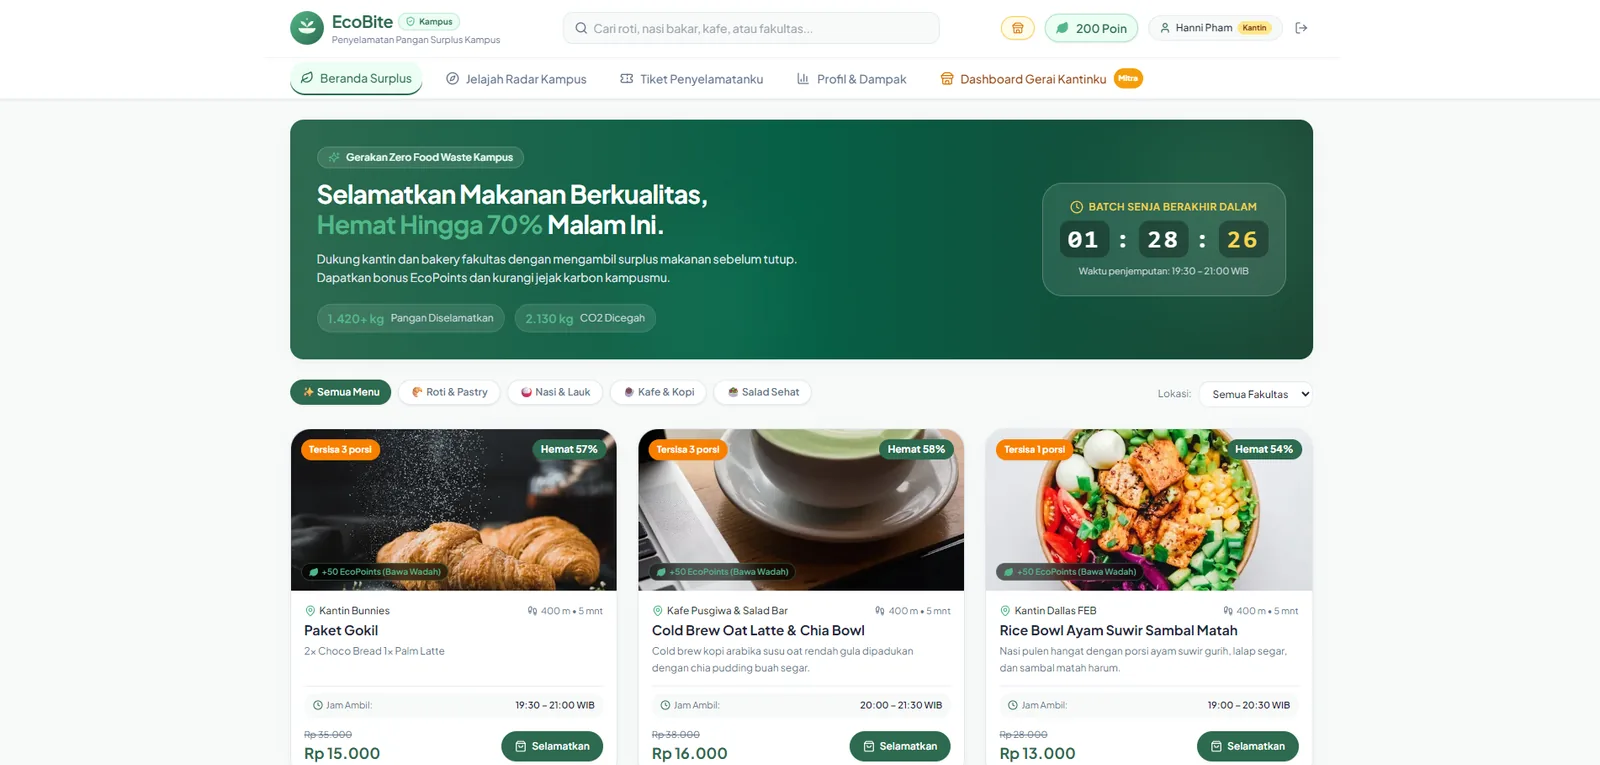 EcoBite
Kampus
Penyelamatan Pangan Surplus Kampus
Cari roti, nasi bakar, kafe, atau fakultas...
200 Poin
Hanni Pham
Kantin
Beranda Surplus
Jelajah Radar Kampus
Tiket Penyelamatanku
Profil & Dampak
Dashboard Gerai Kantinku
Mitra
Gerakan Zero Food Waste Kampus
Selamatkan Makanan Berkualitas,
Hemat Hingga 70% Malam Ini.
Dukung kantin dan bakery fakultas dengan mengambil surplus makanan sebelum tutup.
Dapatkan bonus EcoPoints dan kurangi jejak karbon kampusmu.
1.420+ kg Pangan Diselamatkan
2.130 kg CO2 Dicegah
BATCH SENJA BERAKHIR DALAM
01 : 28 : 26
Waktu penjemputan: 19:30 – 21:00 WIB
Semua Menu
Roti & Pastry
Nasi & Lauk
Kafe & Kopi
Salad Sehat
Lokasi:
Semua Fakultas
Tersisa 3 porsi
Hemat 57%
+50 EcoPoints (Bawa Wadah)
Kantin Bunnies
400 m • 5 mnt
Paket Gokil
2x Choco Bread 1x Palm Latte
Jam Ambil:
19:30 – 21:00 WIB
Rp 35.000
Rp 15.000
Selamatkan
Tersisa 3 porsi
Hemat 58%
+50 EcoPoints (Bawa Wadah)
Kafe Pusgiwa & Salad Bar
400 m • 5 mnt
Cold Brew Oat Latte & Chia Bowl
Cold brew kopi arabika susu oat rendah gula dipadukan
dengan chia pudding buah segar.
Jam Ambil:
20:00 – 21:30 WIB
Rp 38.000
Rp 16.000
Selamatkan
Tersisa 1 porsi
Hemat 54%
+50 EcoPoints (Bawa Wadah)
Kantin Dallas FEB
400 m • 5 mnt
Rice Bowl Ayam Suwir Sambal Matah
Nasi pulen hangat dengan porsi ayam suwir gurih, lalap segar,
dan sambal matah harum.
Jam Ambil:
19:00 – 20:30 WIB
Rp 28.000
Rp 13.000
Selamatkan